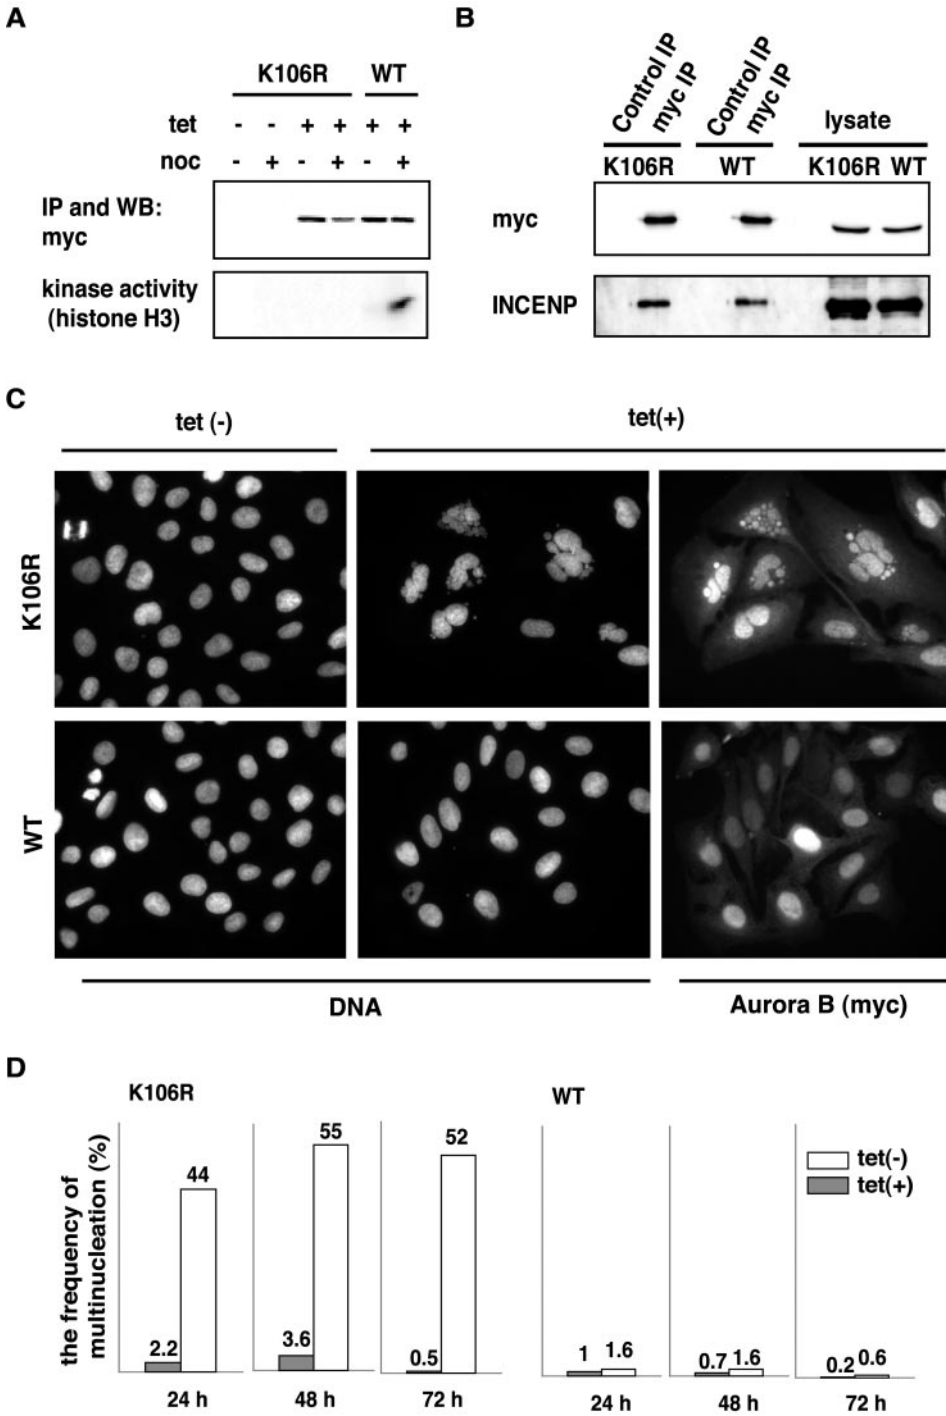 A
K106R WT
tet - - + + + +
noc - + - + - +
IP and WB:
myc
kinase activity
(histone H3)
B
Control IP
myc IP
Control IP
myc IP
lysate
K106R WT K106R WT
myc
INCENP
C
tet (-) tet(+)
K106R
WT
DNA Aurora B (myc)
D
K106R WT
the frequency of
multinucleation (%)
44
2.2
24 h
55
3.6
48 h
52
0.5
72 h
1 1.6
24 h
0.7 1.6
48 h
0.2 0.6
72 h
tet(-)
tet(+)